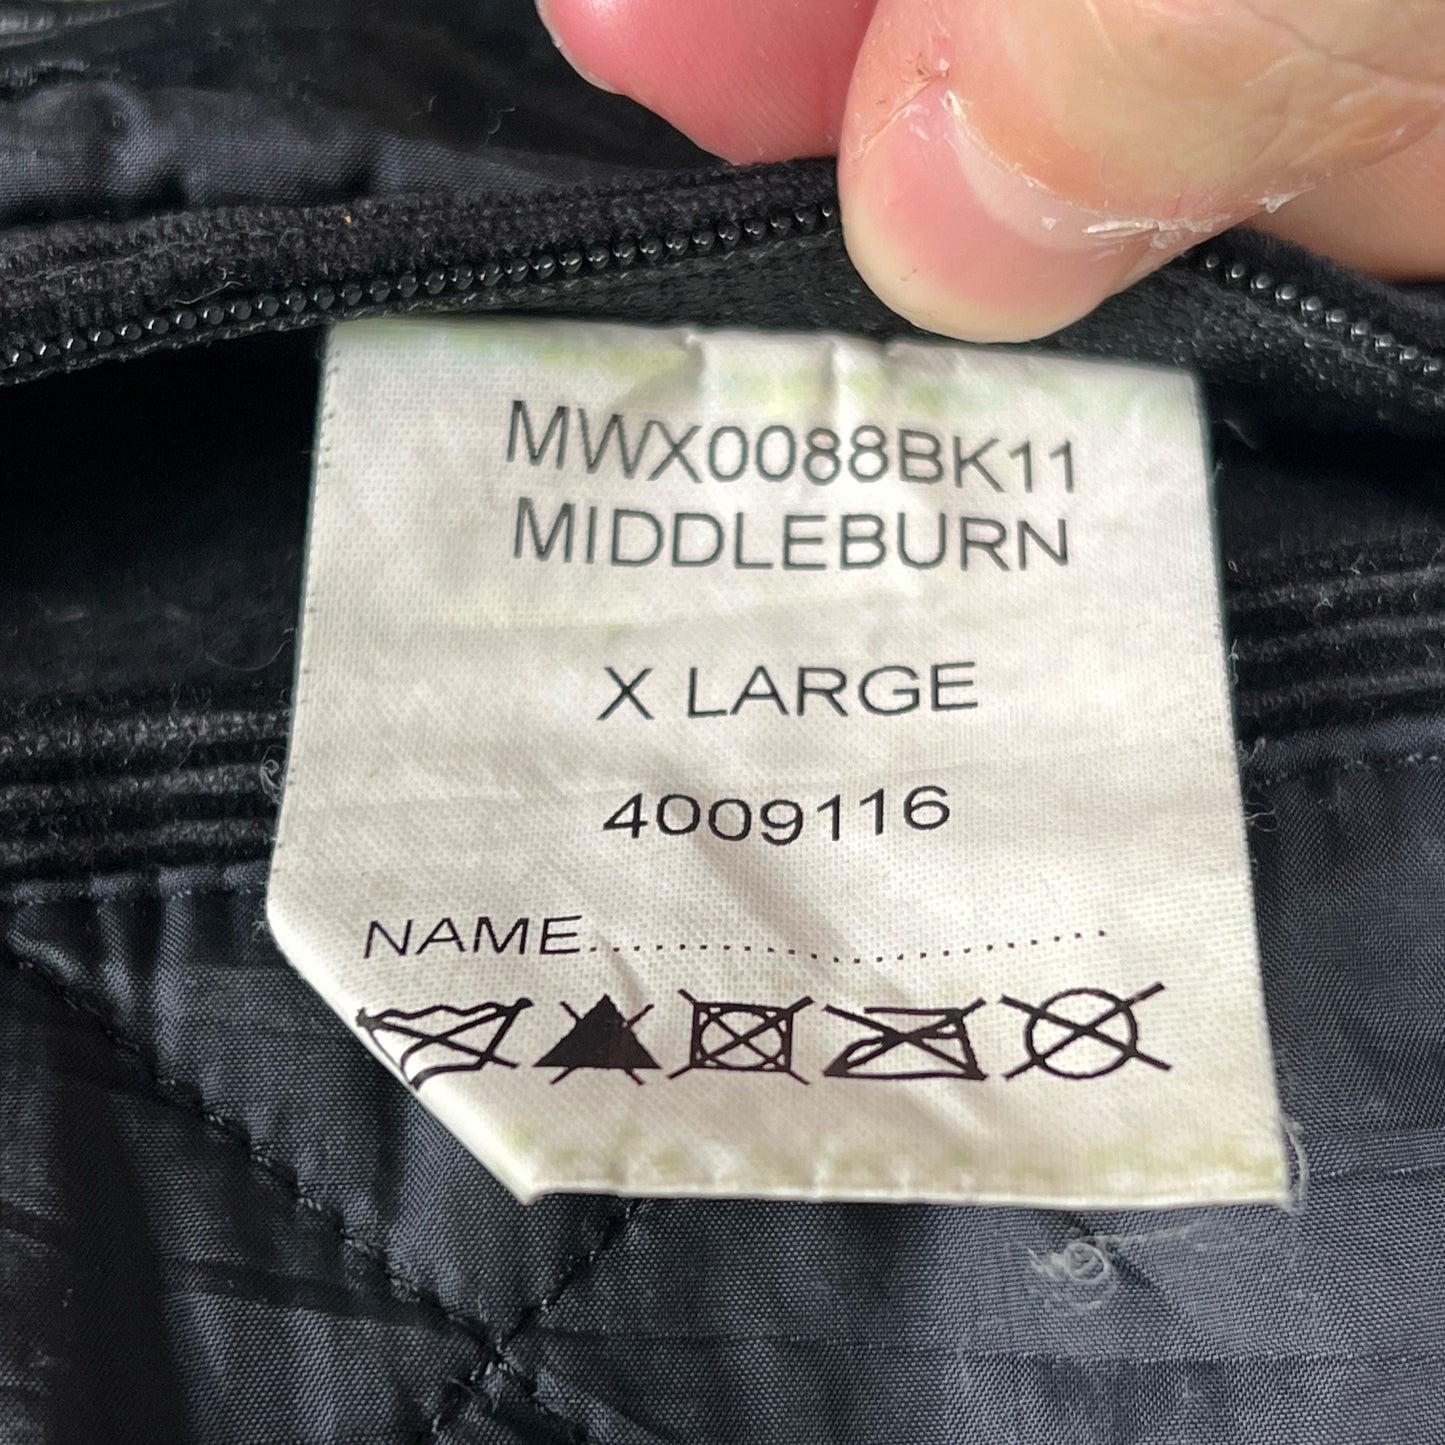 MWX0088BK11
MIDDLEBURN
X LARGE
4009116
NAME..............................